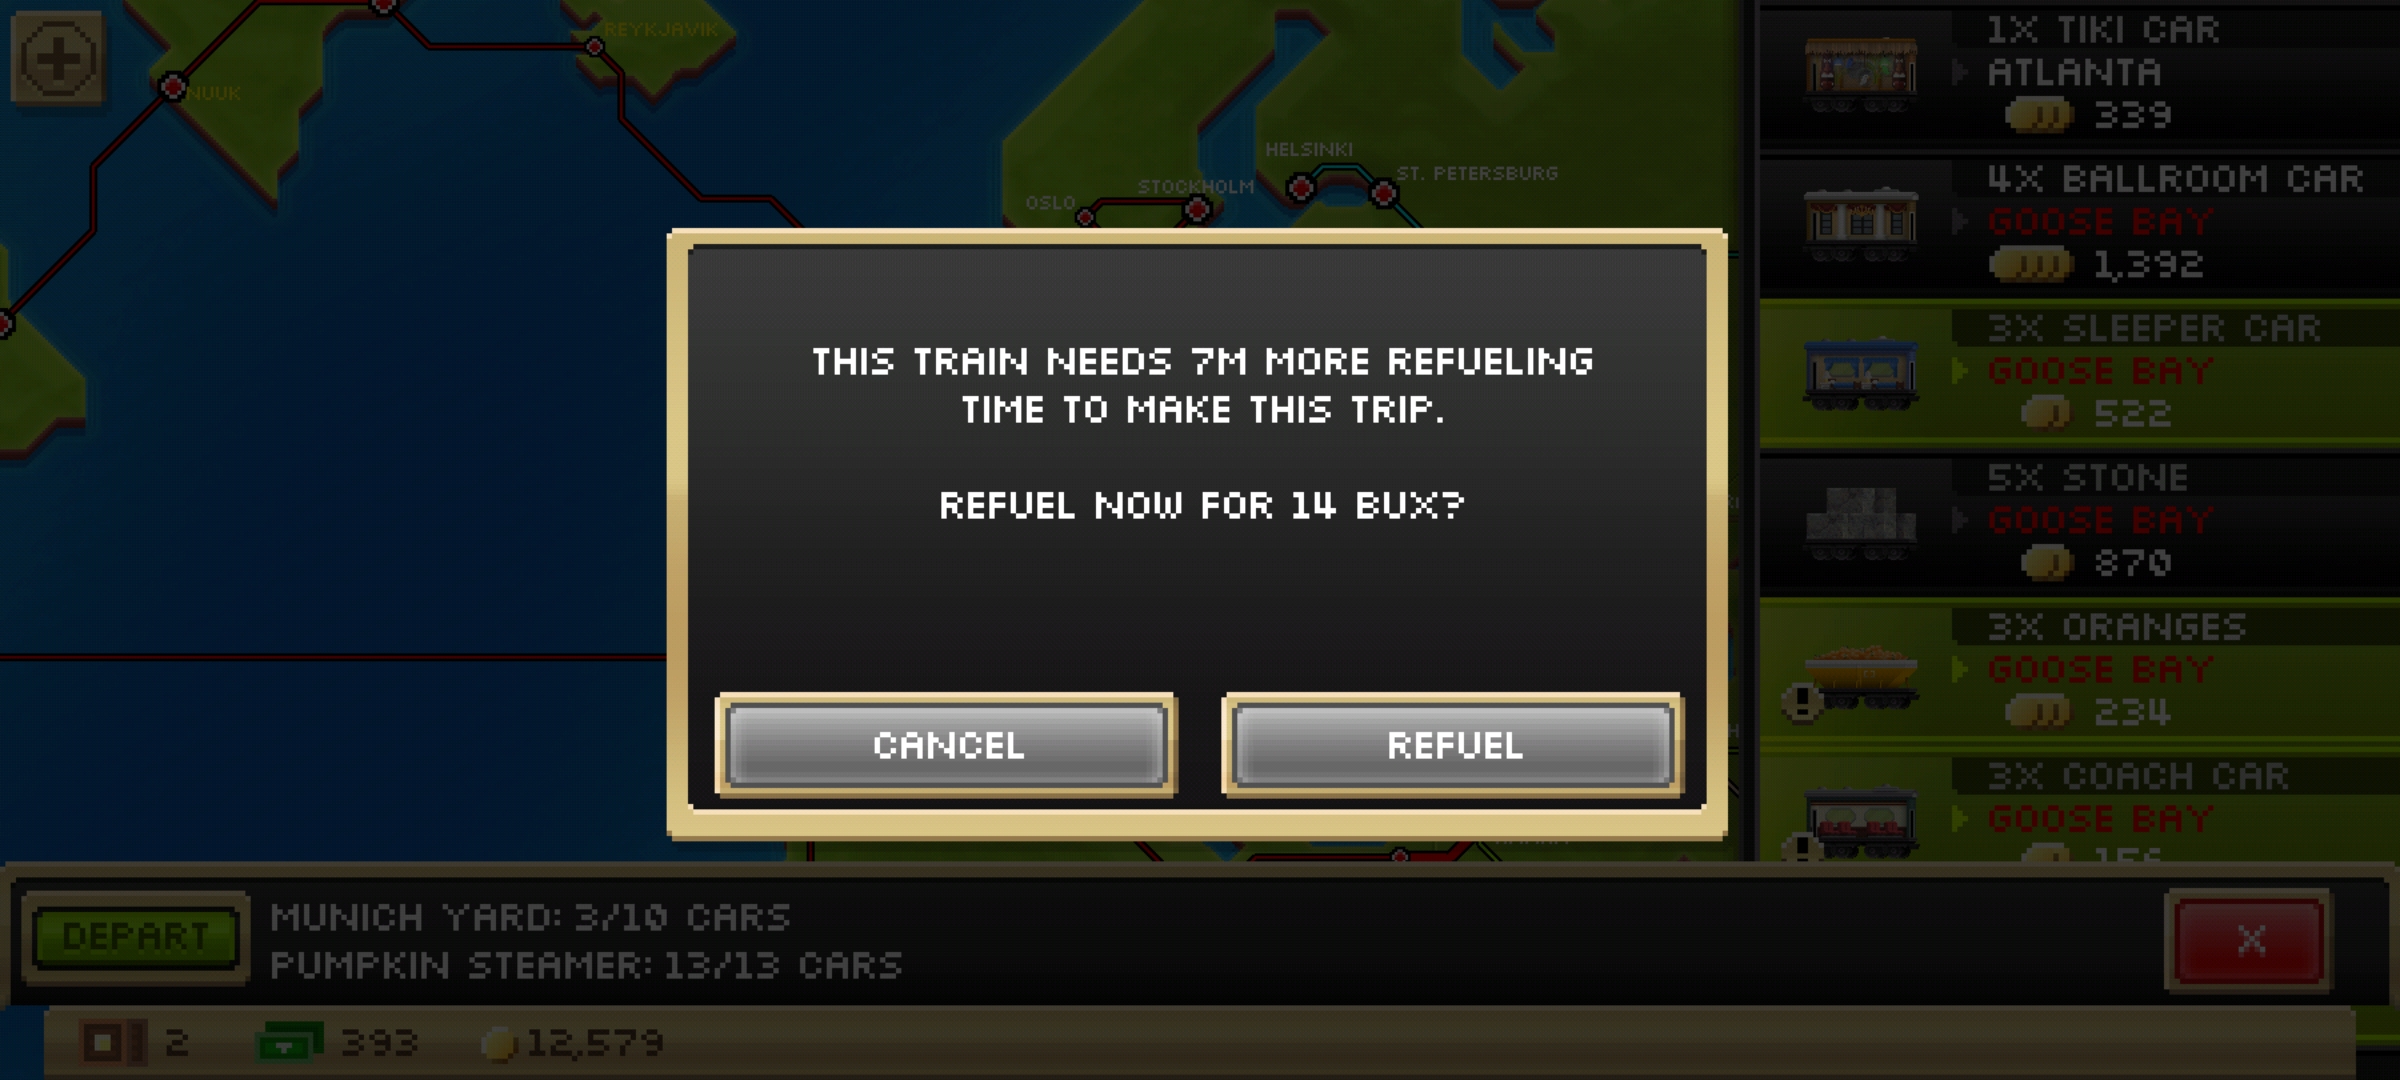 REYKJAVIK
NUUK
HELSINKI
ST. PETERSBURG
STOCKHOLM
OSLO
1X TIKI CAR
ATLANTA
339
4X BALLROOM CAR
GOOSE BAY
1,392
3X SLEEPER CAR
GOOSE BAY
522
5X STONE
GOOSE BAY
870
3X ORANGES
GOOSE BAY
234
3X COACH CAR
GOOSE BAY
156
THIS TRAIN NEEDS 7M MORE REFUELING
TIME TO MAKE THIS TRIP.
REFUEL NOW FOR 14 BUX?
CANCEL
REFUEL
DEPART
MUNICH YARD: 3/10 CARS
PUMPKIN STEAMER: 13/13 CARS
X
2
393
12,579